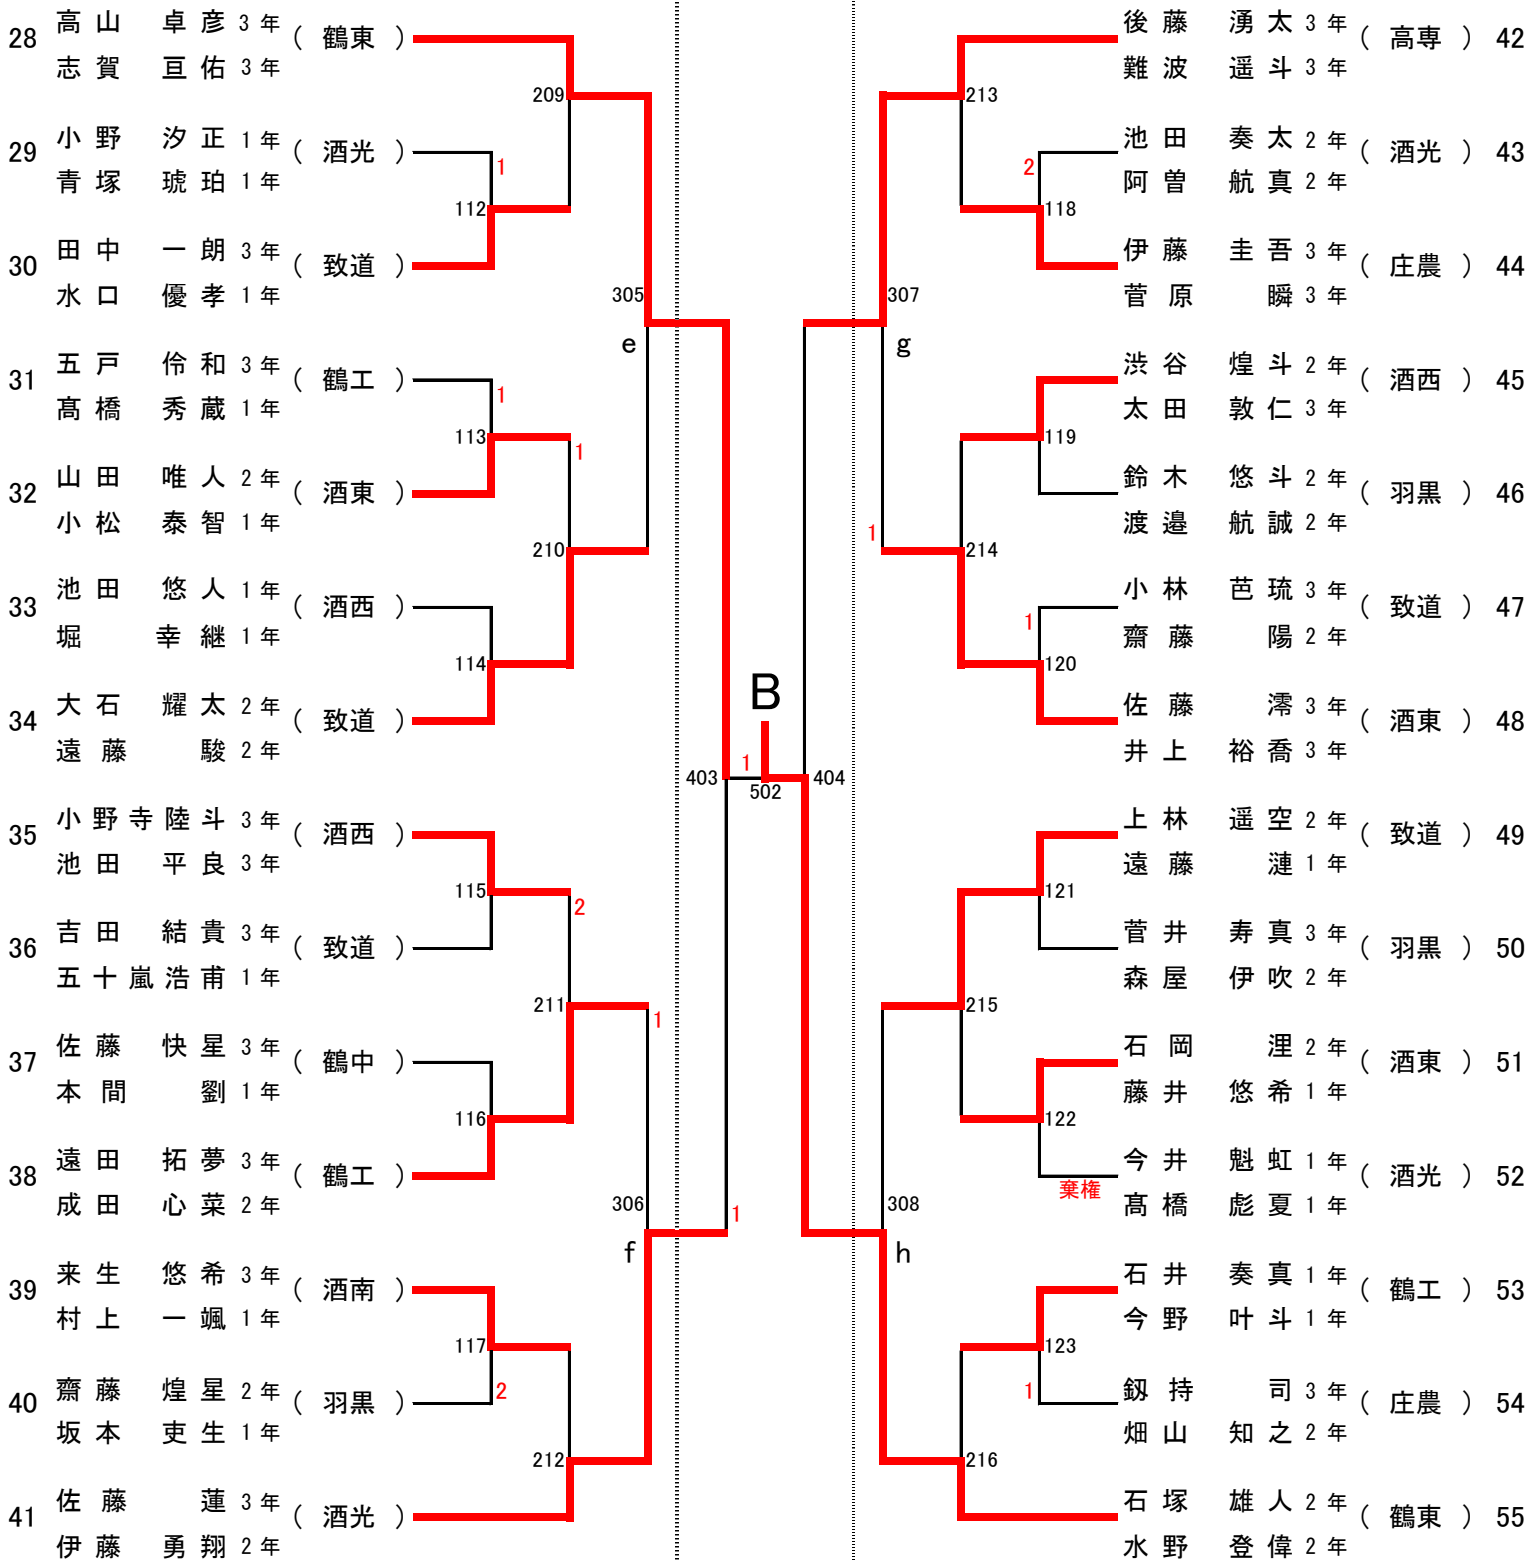 28 高山 卓彦 3年 ( 鶴東 )
志賀 亘佑 3年
209
29 小野 汐正 1年 ( 酒光 )
青塚 琥珀 1年
1
112
30 田中 一朗 3年 ( 致道 )
水口 優孝 1年
305
e
31 五戸 伶和 3年 ( 鶴工 )
髙橋 秀蔵 1年
1
113
1
32 山田 唯人 2年 ( 酒東 )
小松 泰智 1年
210
33 池田 悠人 1年 ( 酒西 )
堀 幸継 1年
114
34 大石 耀太 2年 ( 致道 )
遠藤 駿 2年
35 小野寺陸斗 3年 ( 酒西 )
池田 平良 3年
115
2
36 吉田 結貴 3年 ( 致道 )
五十嵐浩甫 1年
211
1
37 佐藤 快星 3年 ( 鶴中 )
本間 劉 1年
116
38 遠田 拓夢 3年 ( 鶴工 )
成田 心菜 2年
306
1
f
39 来生 悠希 3年 ( 酒南 )
村上 一颯 1年
117
2
40 齋藤 煌星 2年 ( 羽黒 )
坂本 吏生 1年
212
41 佐藤 蓮 3年 ( 酒光 )
伊藤 勇翔 2年
B
403
1
502
404
後藤 湧太 3年 ( 高専 ) 42
難波 遥斗 3年
213
池田 奏太 2年 ( 酒光 ) 43
阿曽 航真 2年
2
118
伊藤 圭吾 3年 ( 庄農 ) 44
菅原 瞬 3年
307
g
渋谷 煌斗 2年 ( 酒西 ) 45
太田 敦仁 3年
119
鈴木 悠斗 2年 ( 羽黒 ) 46
渡邉 航誠 2年
1
214
小林 芭琉 3年 ( 致道 ) 47
齋藤 陽 2年
1
120
佐藤 澪 3年 ( 酒東 ) 48
井上 裕喬 3年
上林 遥空 2年 ( 致道 ) 49
遠藤 漣 1年
121
菅井 寿真 3年 ( 羽黒 ) 50
森屋 伊吹 2年
215
石岡 浬 2年 ( 酒東 ) 51
藤井 悠希 1年
122
今井 魁虹 1年 ( 酒光 ) 52
髙橋 彪夏 1年
棄権
308
h
石井 奏真 1年 ( 鶴工 ) 53
今野 叶斗 1年
123
1
釼持 司 3年 ( 庄農 ) 54
畑山 知之 2年
216
石塚 雄人 2年 ( 鶴東 ) 55
水野 登偉 2年